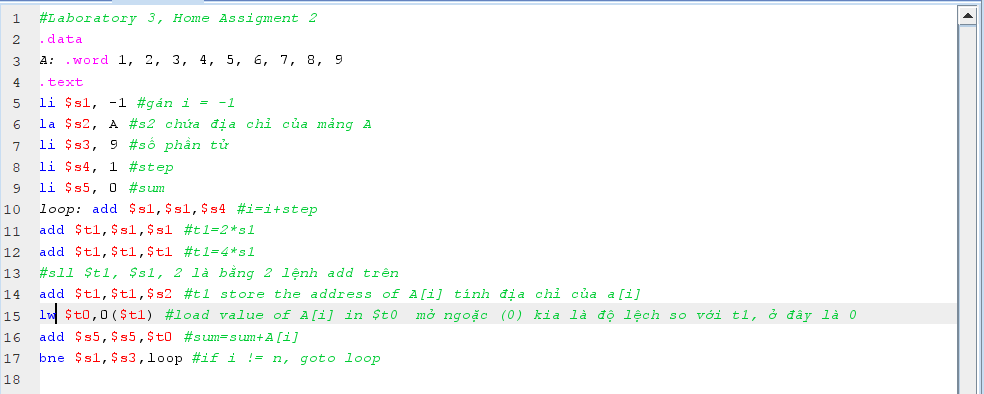 1 #Laboratory 3, Home Assigment 2
2 .data
3 A: .word 1, 2, 3, 4, 5, 6, 7, 8, 9
4 .text
5 li $s1, -1 #gán i = -1
6 la $s2, A #s2 chứa địa chỉ của mảng A
7 li $s3, 9 #số phần tử
8 li $s4, 1 #step
9 li $s5, 0 #sum
10 loop: add $s1,$s1,$s4 #i=i+step
11 add $t1,$s1,$s1 #t1=2*s1
12 add $t1,$t1,$t1 #t1=4*s1
13 #sll $t1, $s1, 2 là bằng 2 lệnh add trên
14 add $t1,$t1,$s2 #t1 store the address of A[i] tính địa chỉ của a[i]
15 lw $t0,0($t1) #load value of A[i] in $t0 mở ngoặc (0) kia là độ lệch so với t1, ở đây là 0
16 add $s5,$s5,$t0 #sum=sum+A[i]
17 bne $s1,$s3,loop #if i != n, goto loop
18